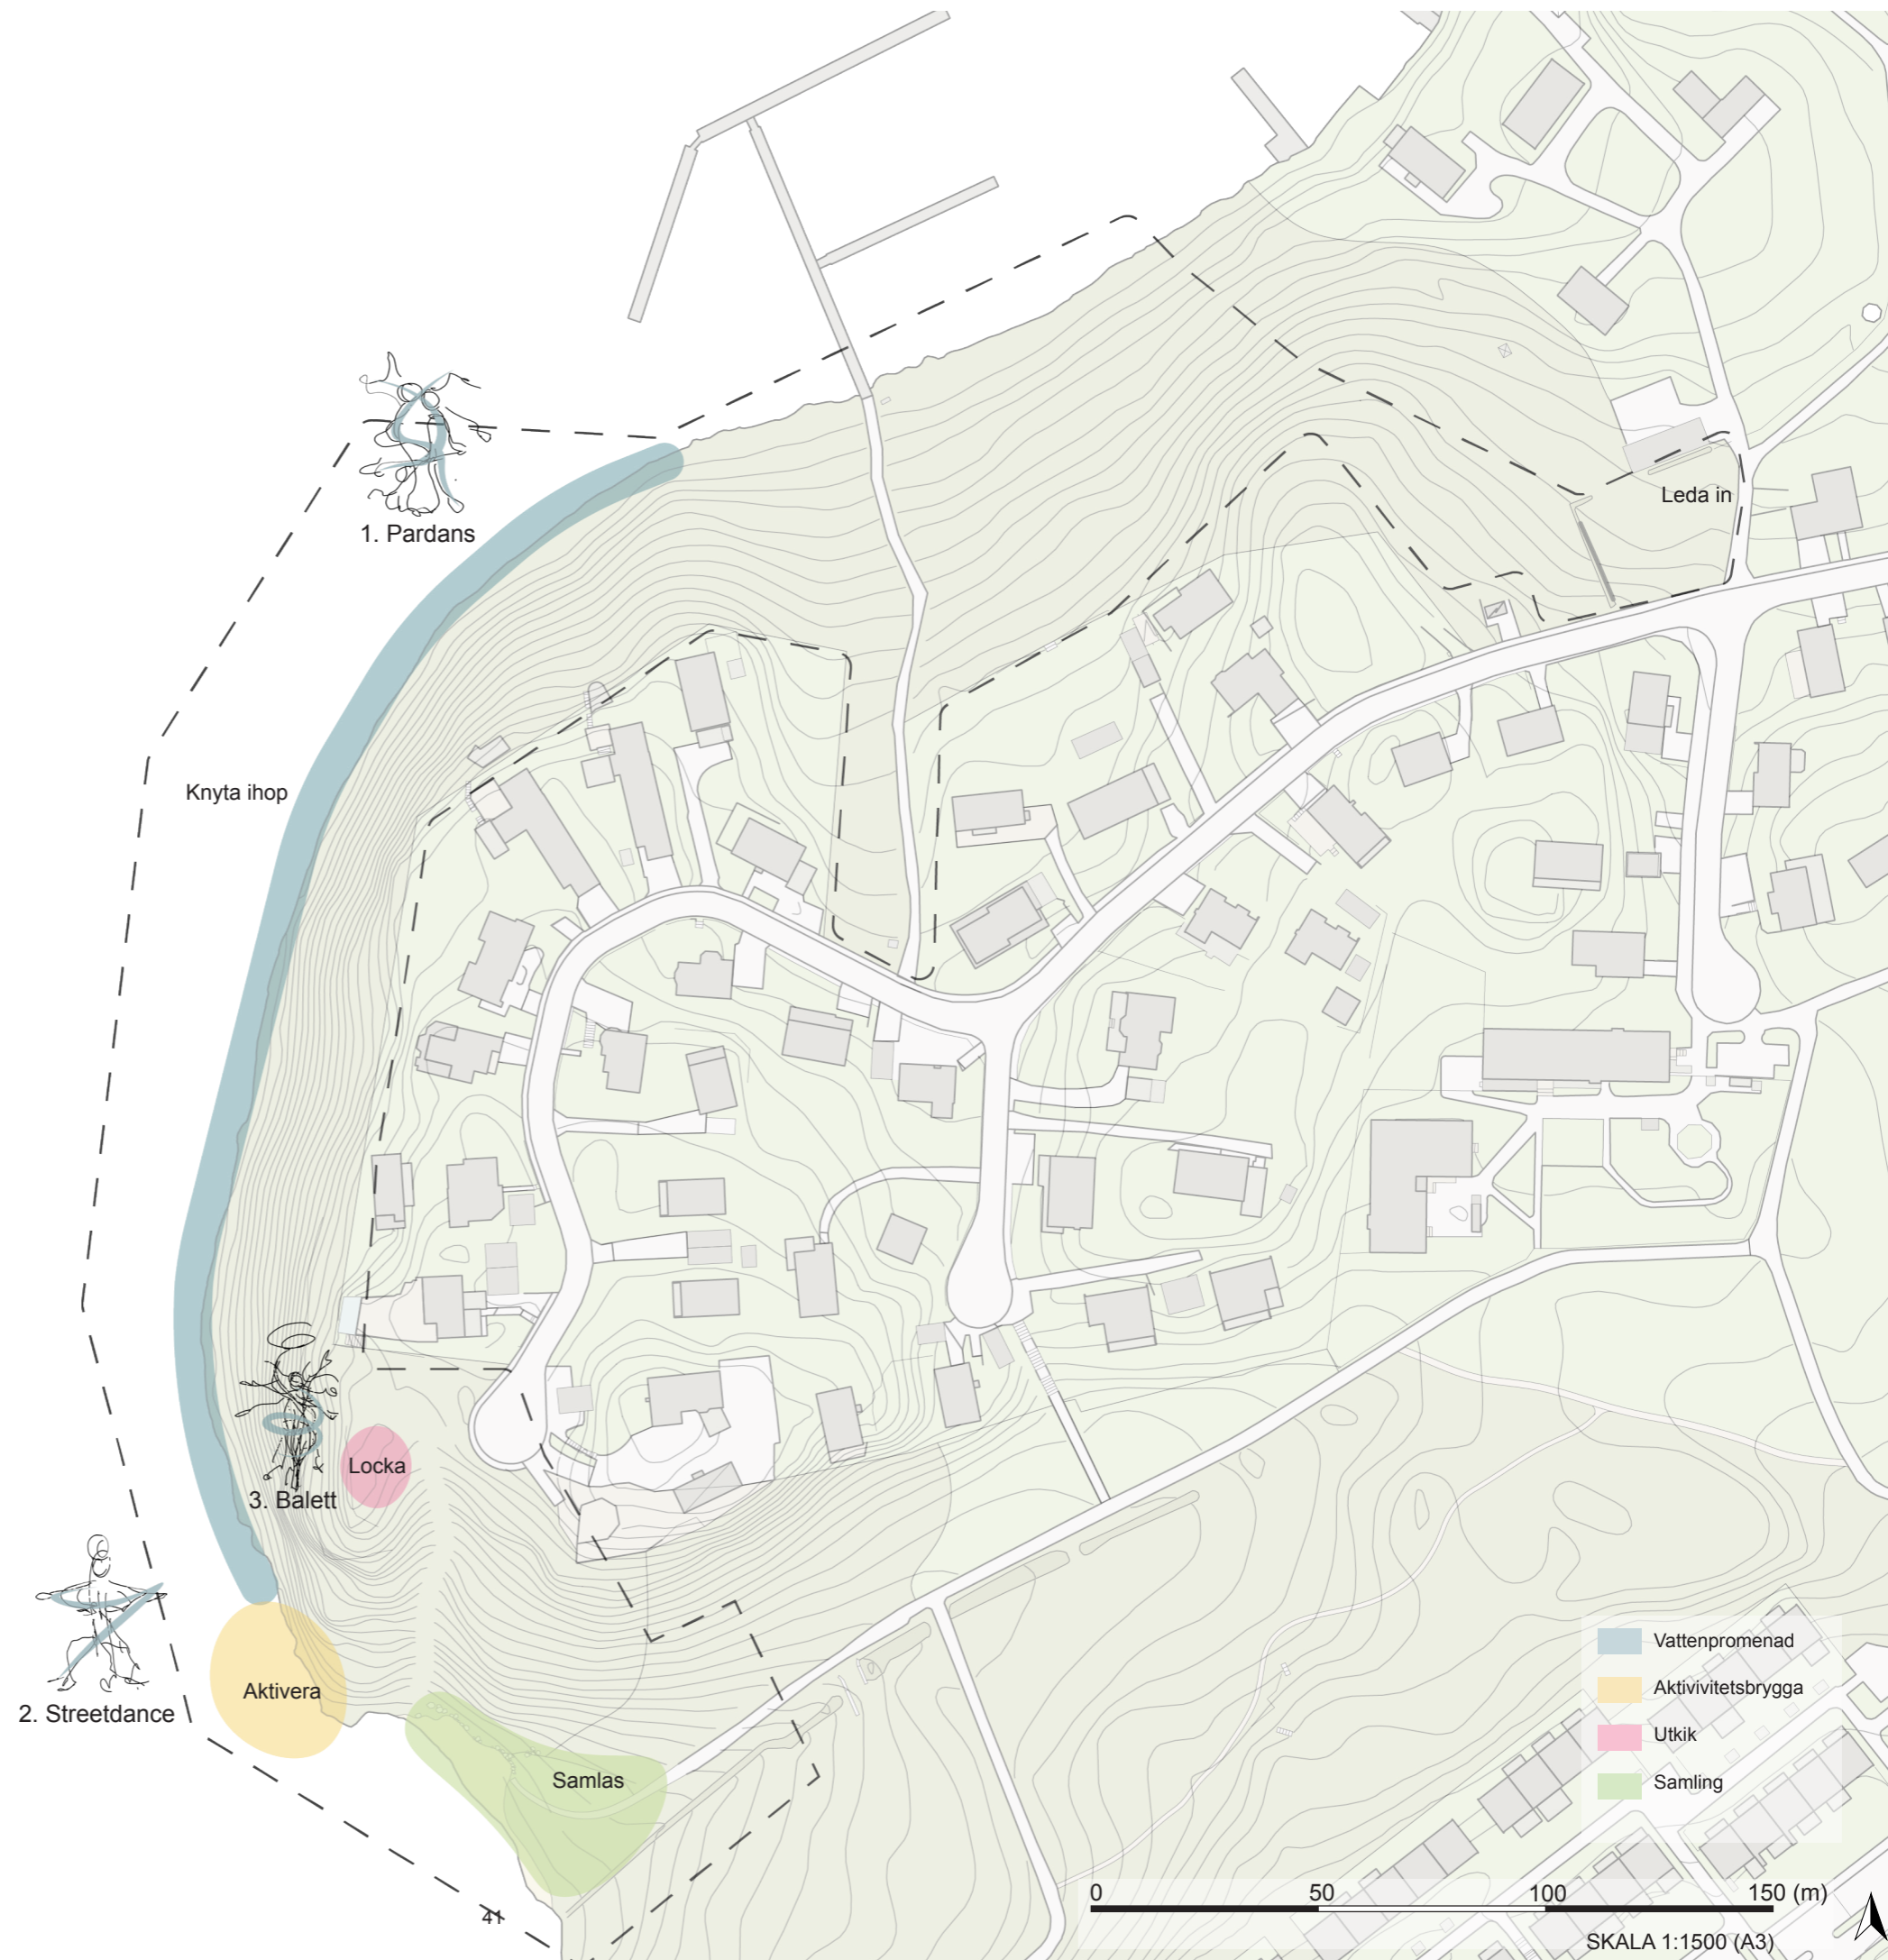 Leda in
1. Pardans
Knyta ihop
Locka
3. Balett
Aktivera
2. Streetdance
Samlas
Vattenpromenad
Aktivivitetsbrygga
Utkik
Samling
0 50 100 150 (m)
41
SKALA 1:1500 (A3)